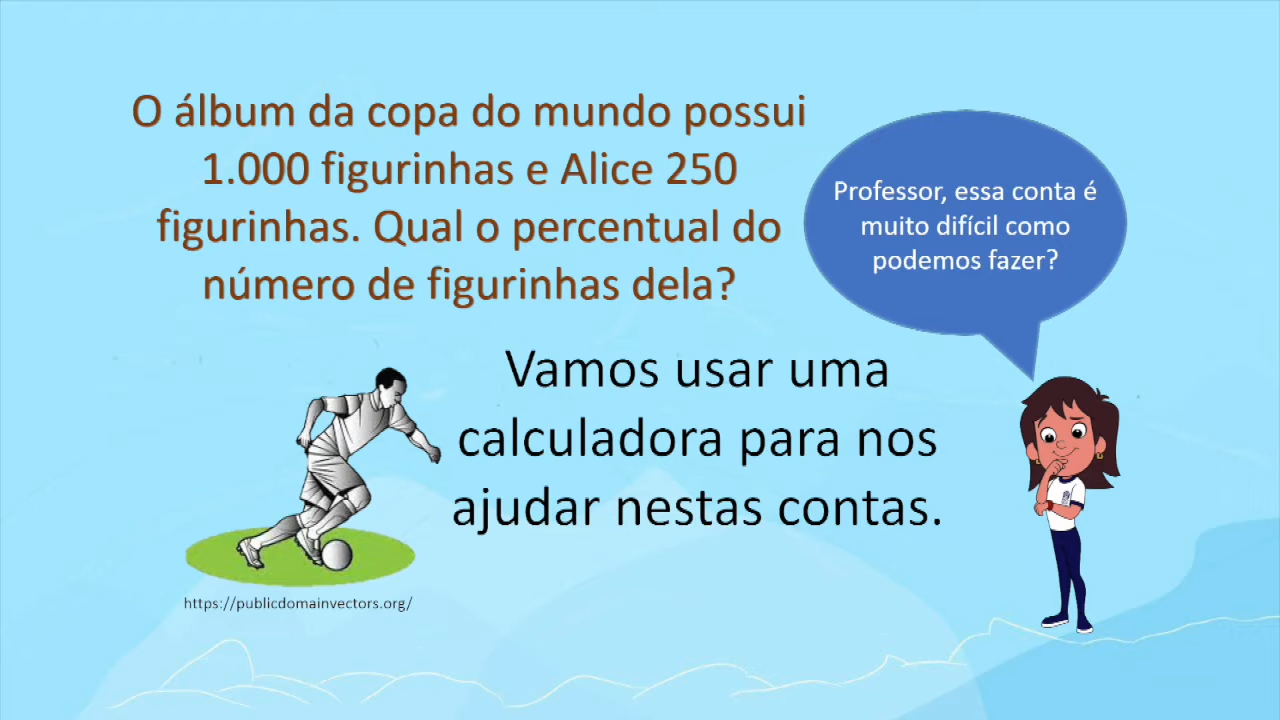 O álbum da copa do mundo possui
1.000 figurinhas e Alice 250
figurinhas. Qual o percentual do
número de figurinhas dela?
Professor, essa conta é
muito difícil como
podemos fazer?
Vamos usar uma
calculadora para nos
ajudar nestas contas.
https://publicdomainvectors.org/